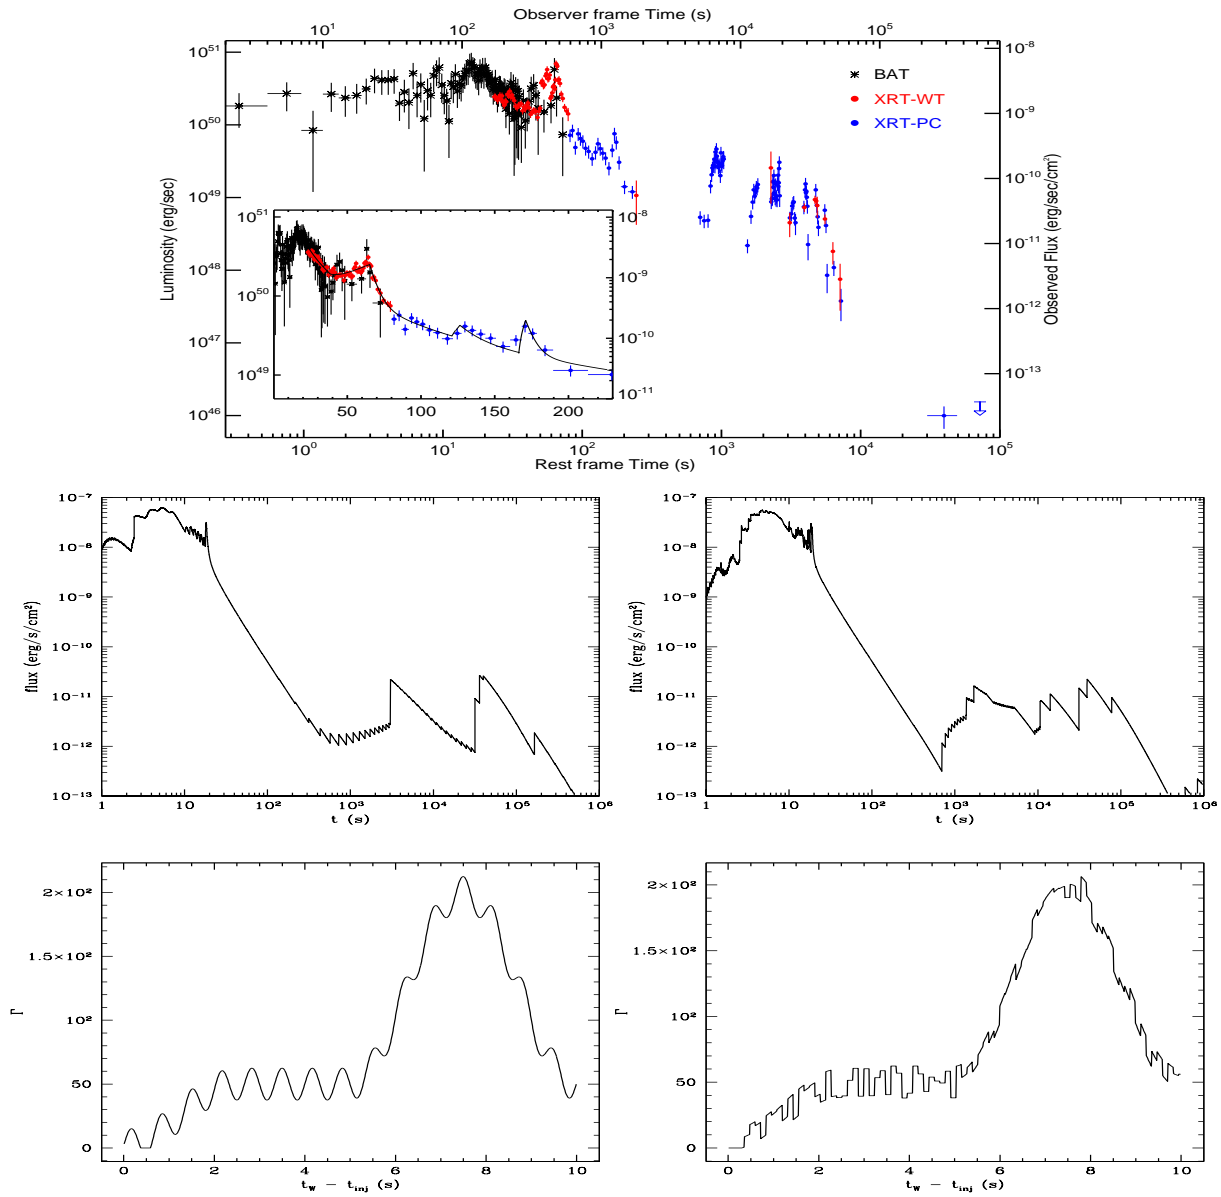 Observer frame Time (s)
10¹ 10² 10³ 10⁴ 10⁵
10⁵¹ 10⁵⁰ 10⁴⁹ 10⁴⁸ 10⁴⁷ 10⁴⁶
Luminosity (erg/sec)
BAT
XRT-WT
XRT-PC
10⁻⁸ 10⁻⁹ 10⁻¹⁰ 10⁻¹¹ 10⁻¹² 10⁻¹³
Observed Flux (erg/sec/cm²)
10⁵¹ 10⁵⁰ 10⁴⁹
10⁻⁸ 10⁻⁹ 10⁻¹⁰ 10⁻¹¹
50 100 150 200
10⁰ 10¹ 10² 10³ 10⁴ 10⁵
Rest frame Time (s)
10⁻⁷ 10⁻⁸ 10⁻⁹ 10⁻¹⁰ 10⁻¹¹ 10⁻¹² 10⁻¹³
flux (erg/s/cm²)
1 10 10² 10³ 10⁴ 10⁵ 10⁶
t (s)
10⁻⁷ 10⁻⁸ 10⁻⁹ 10⁻¹⁰ 10⁻¹¹ 10⁻¹² 10⁻¹³
flux (erg/s/cm²)
1 10 10² 10³ 10⁴ 10⁵ 10⁶
t (s)
2×10² 1.5×10² 10² 50 0
Γ
0 2 4 6 8 10
t_W − t_inj (s)
2×10² 1.5×10² 10² 50 0
Γ
0 2 4 6 8 10
t_W − t_inj (s)